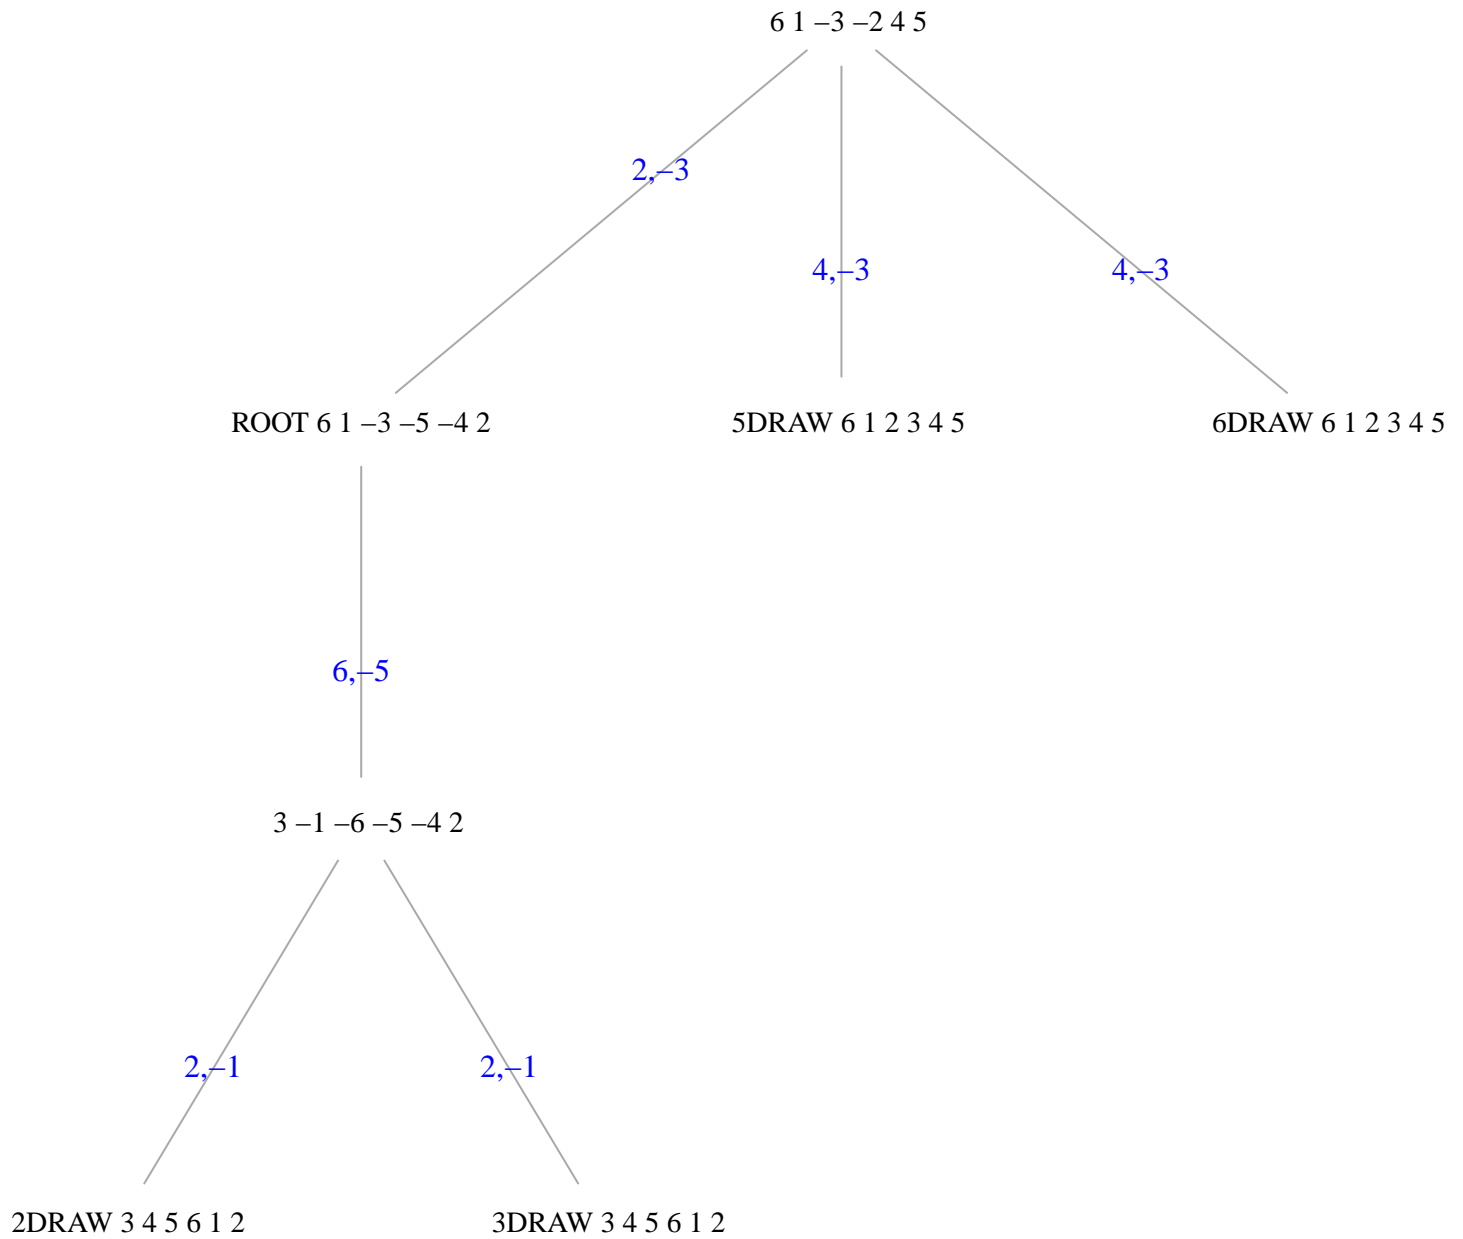 6 1 –3 –2 4 5
2,–3
4,–3
4,–3
ROOT 6 1 –3 –5 –4 2
5DRAW 6 1 2 3 4 5
6DRAW 6 1 2 3 4 5
6,–5
3 –1 –6 –5 –4 2
2,–1
2,–1
2DRAW 3 4 5 6 1 2
3DRAW 3 4 5 6 1 2